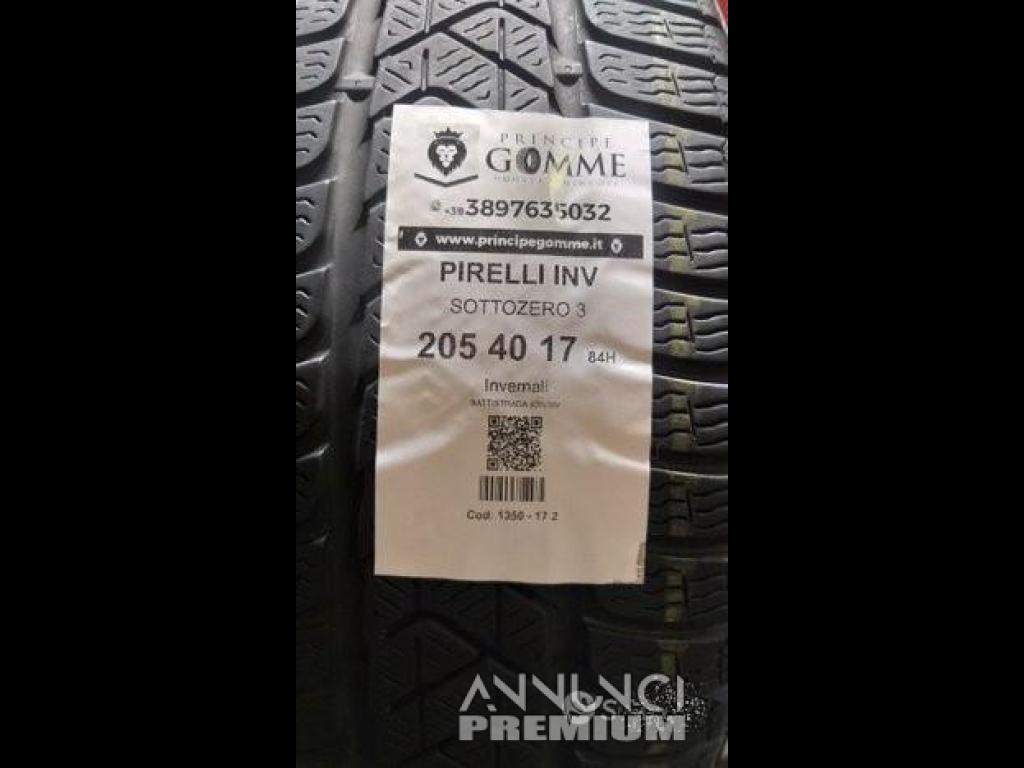 PRINCIPE
GOMME
+39 3897635032
www.principegomme.it
PIRELLI INV
SOTTOZERO 3
205 40 17 84H
Invernali
BATTISTRADA
Cod: 1350 - 17 2
ANNUNCI
PREMIUM